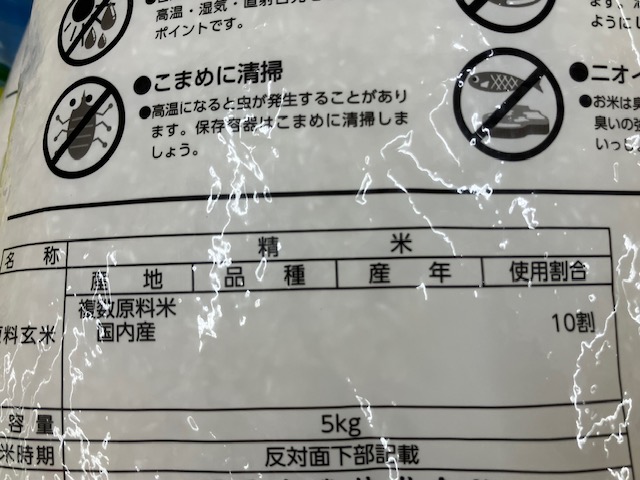 高温・湿気・直射日光
ポイントです。
ように
●こまめに清掃
●高温になると虫が発生することがあり
ます。保存容器はこまめに清掃しま
しょう。
●ニオ
●お米は
臭いの
いっ
名称 精米
産地 品種 産年 使用割合
料玄米 複数原料米
国内産 10割
容量 5kg
米時期 反対面下部記載